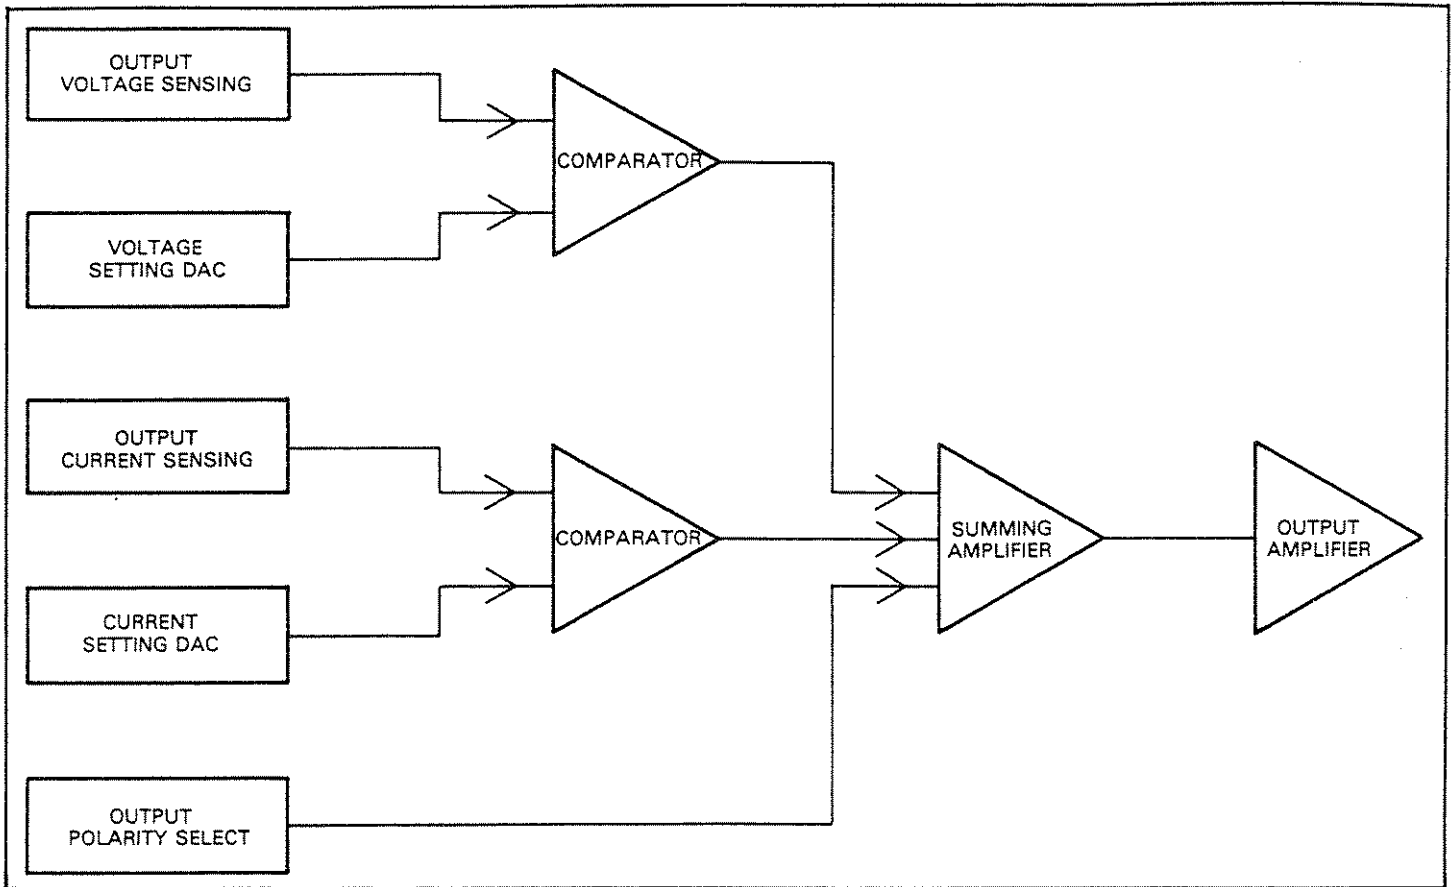 OUTPUT
VOLTAGE SENSING
COMPARATOR
VOLTAGE
SETTING DAC
OUTPUT
CURRENT SENSING
COMPARATOR
SUMMING
AMPLIFIER
OUTPUT
AMPLIFIER
CURRENT
SETTING DAC
OUTPUT
POLARITY SELECT